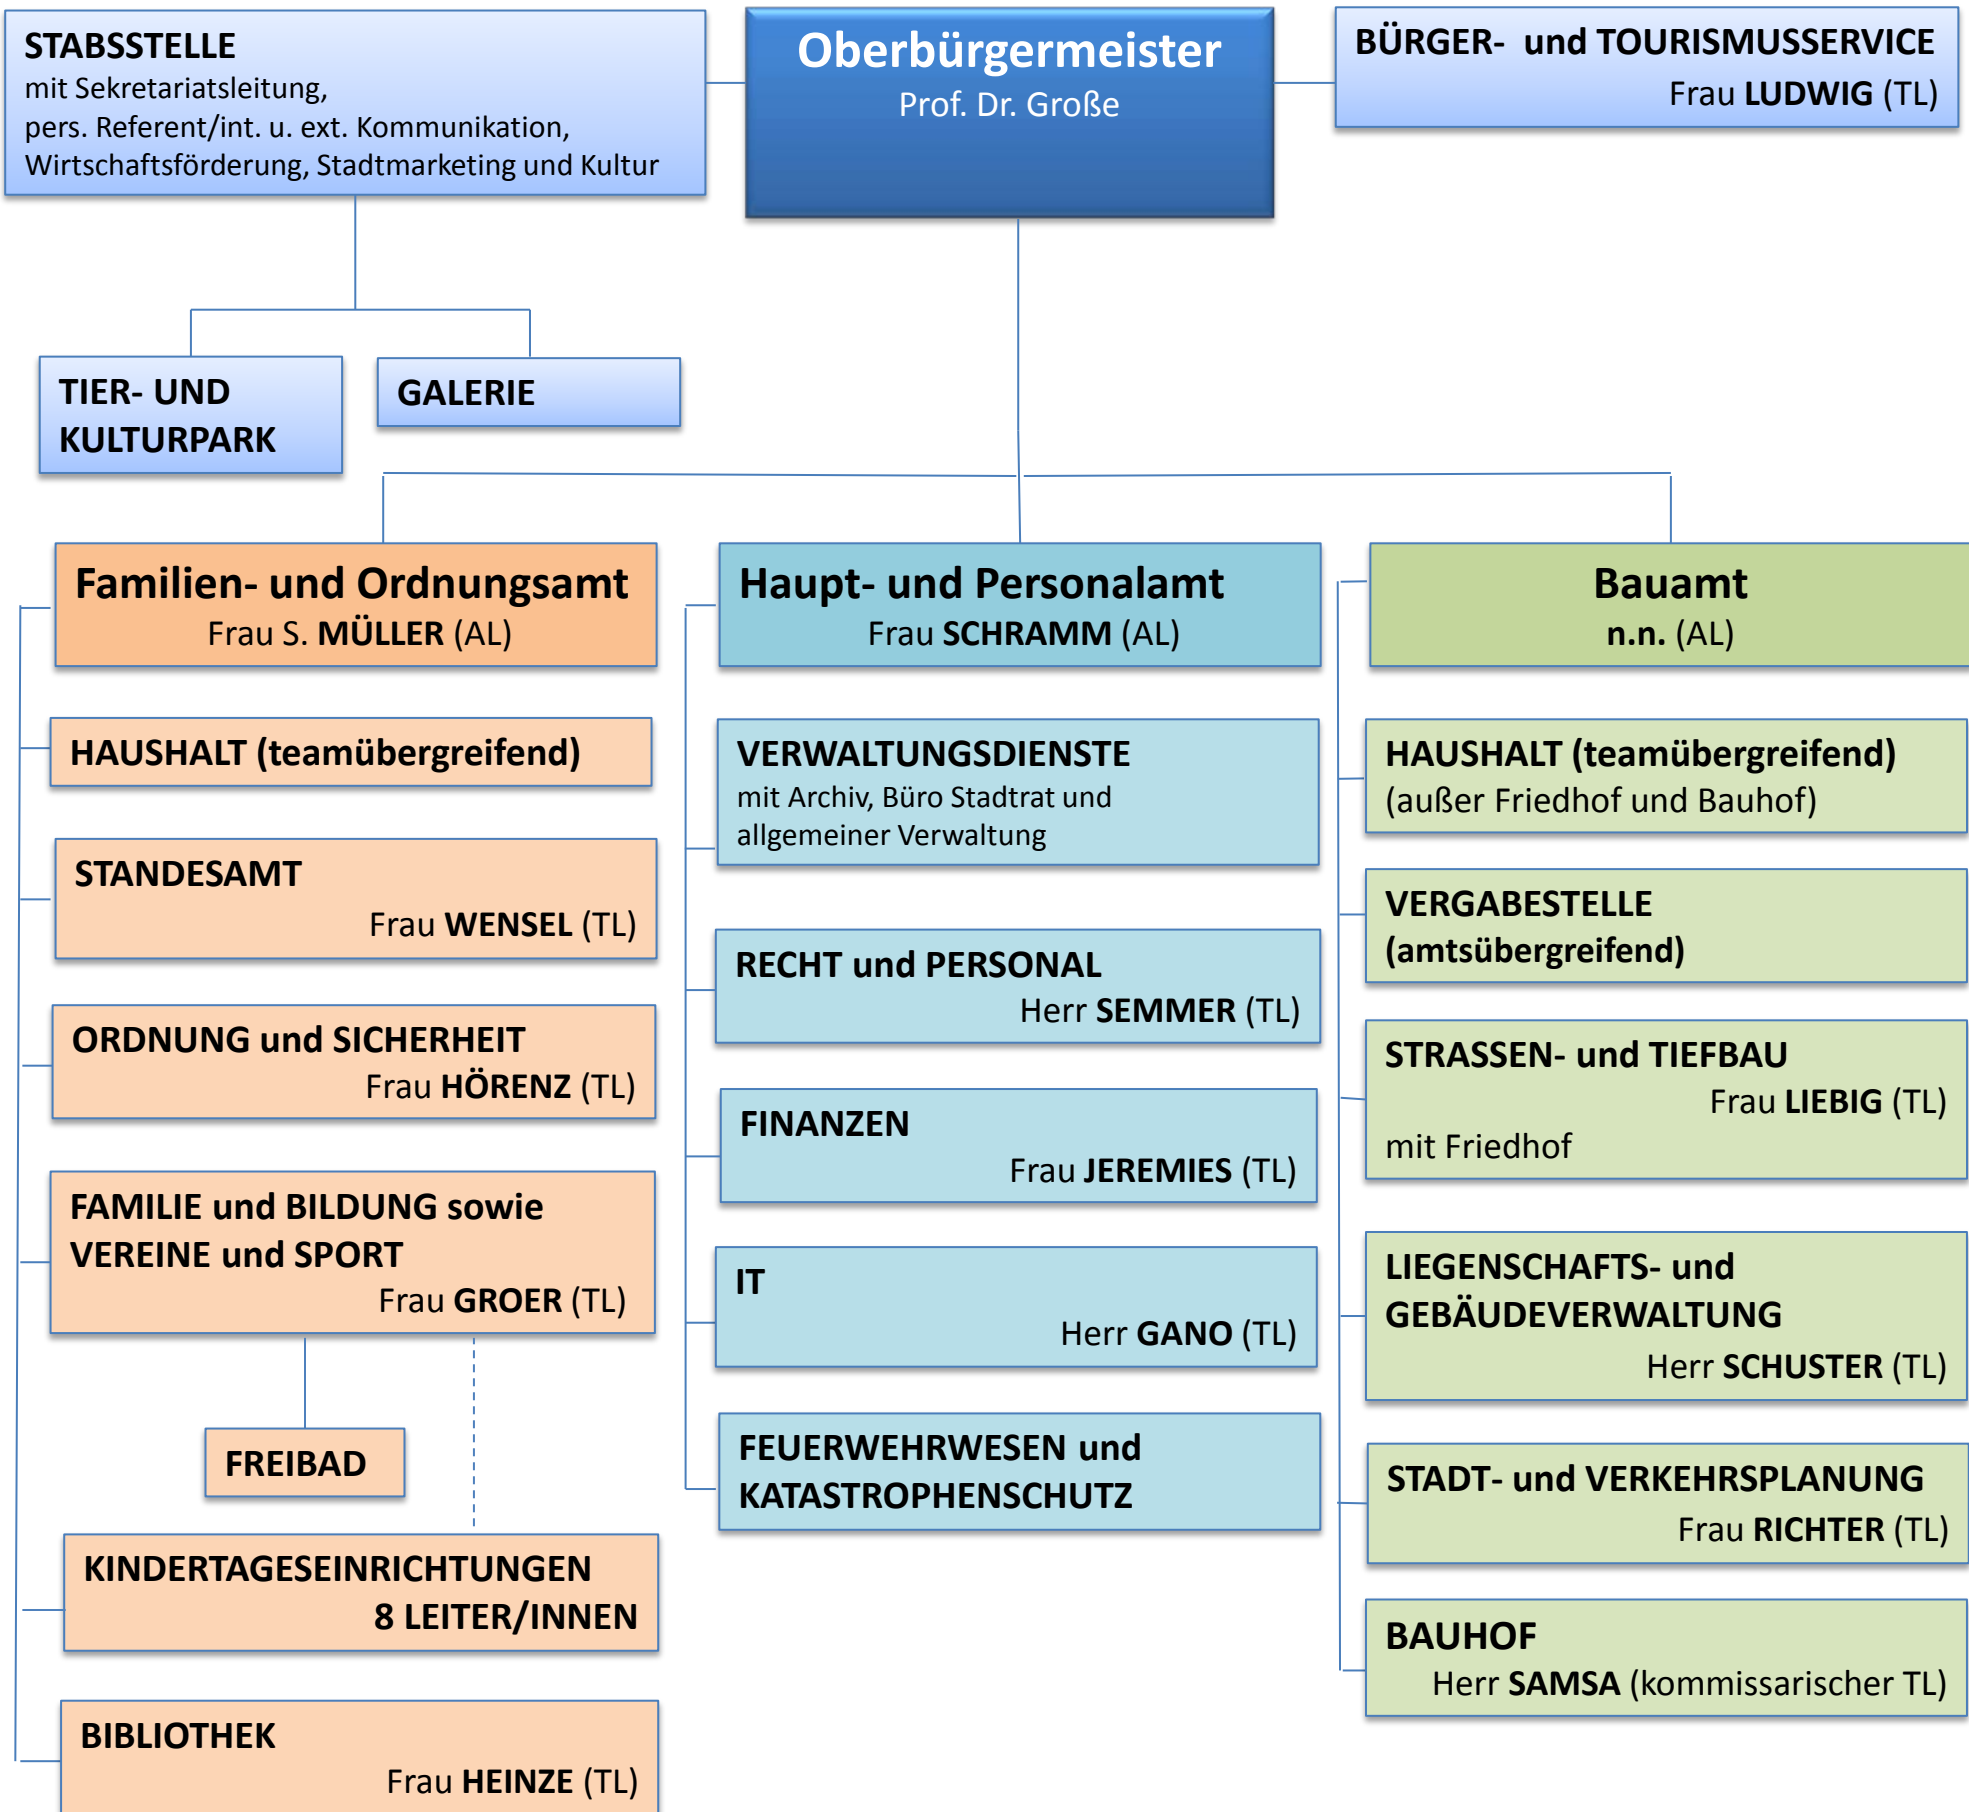 STABSSTELLE
mit Sekretariatsleitung,
pers. Referent/int. u. ext. Kommunikation,
Wirtschaftsförderung, Stadtmarketing und Kultur
Oberbürgermeister
Prof. Dr. Große
BÜRGER- und TOURISMUSSERVICE
Frau LUDWIG (TL)
TIER- UND
KULTURPARK
GALERIE
Familien- und Ordnungsamt
Frau S. MÜLLER (AL)
HAUSHALT (teamübergreifend)
STANDESAMT
Frau WENSEL (TL)
ORDNUNG und SICHERHEIT
Frau HÖRENZ (TL)
FAMILIE und BILDUNG sowie
VEREINE und SPORT
Frau GROER (TL)
FREIBAD
KINDERTAGESEINRICHTUNGEN
8 LEITER/INNEN
BIBLIOTHEK
Frau HEINZE (TL)
Haupt- und Personalamt
Frau SCHRAMM (AL)
VERWALTUNGSDIENSTE
mit Archiv, Büro Stadtrat und
allgemeiner Verwaltung
RECHT und PERSONAL
Herr SEMMER (TL)
FINANZEN
Frau JEREMIES (TL)
IT
Herr GANO (TL)
FEUERWEHRWESEN und
KATASTROPHENSCHUTZ
Bauamt
n.n. (AL)
HAUSHALT (teamübergreifend)
(außer Friedhof und Bauhof)
VERGABESTELLE
(amtsübergreifend)
STRASSEN- und TIEFBAU
Frau LIEBIG (TL)
mit Friedhof
LIEGENSCHAFTS- und
GEBÄUDEVERWALTUNG
Herr SCHUSTER (TL)
STADT- und VERKEHRSPLANUNG
Frau RICHTER (TL)
BAUHOF
Herr SAMSA (kommissarischer TL)